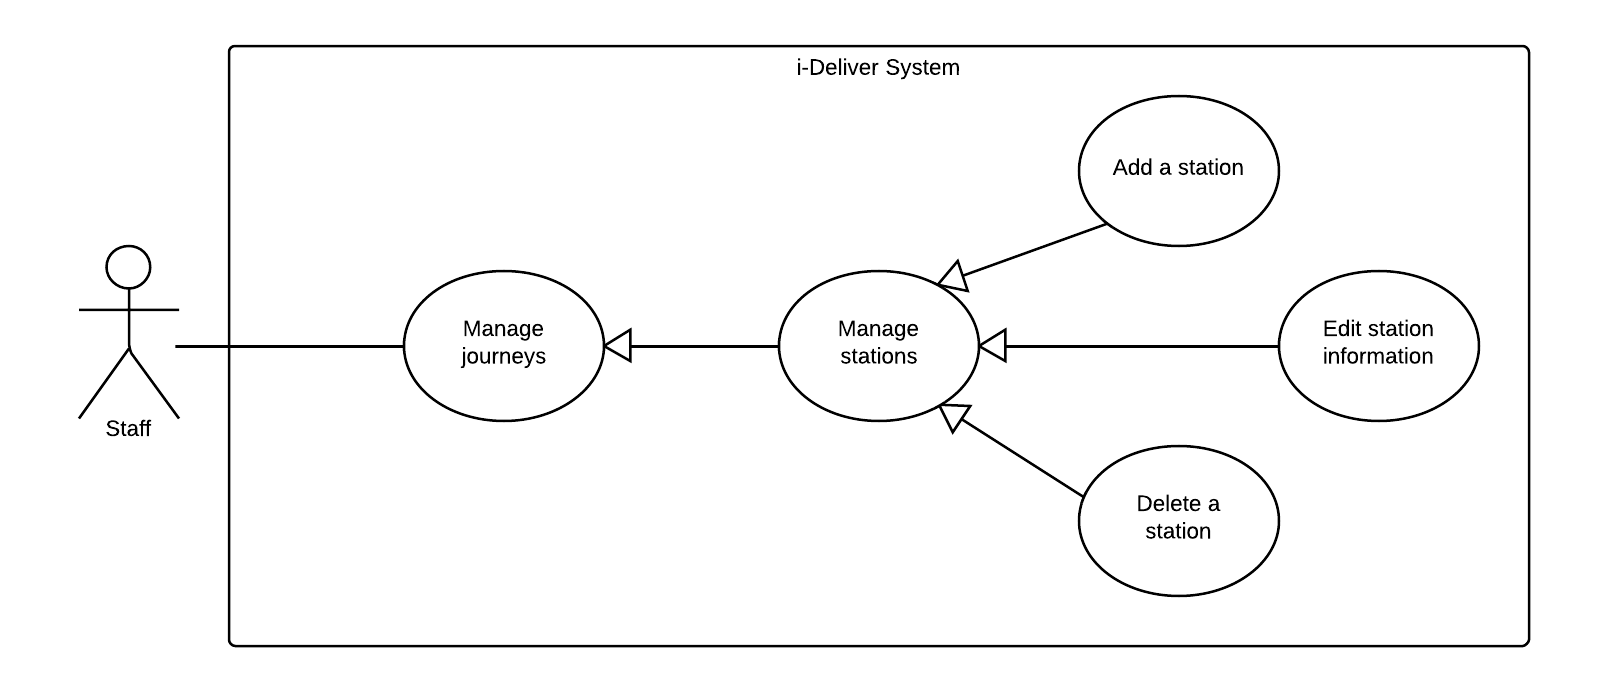 i-Deliver System
Add a station
Manage
journeys
Manage
stations
Edit station
information
Staff
Delete a
station